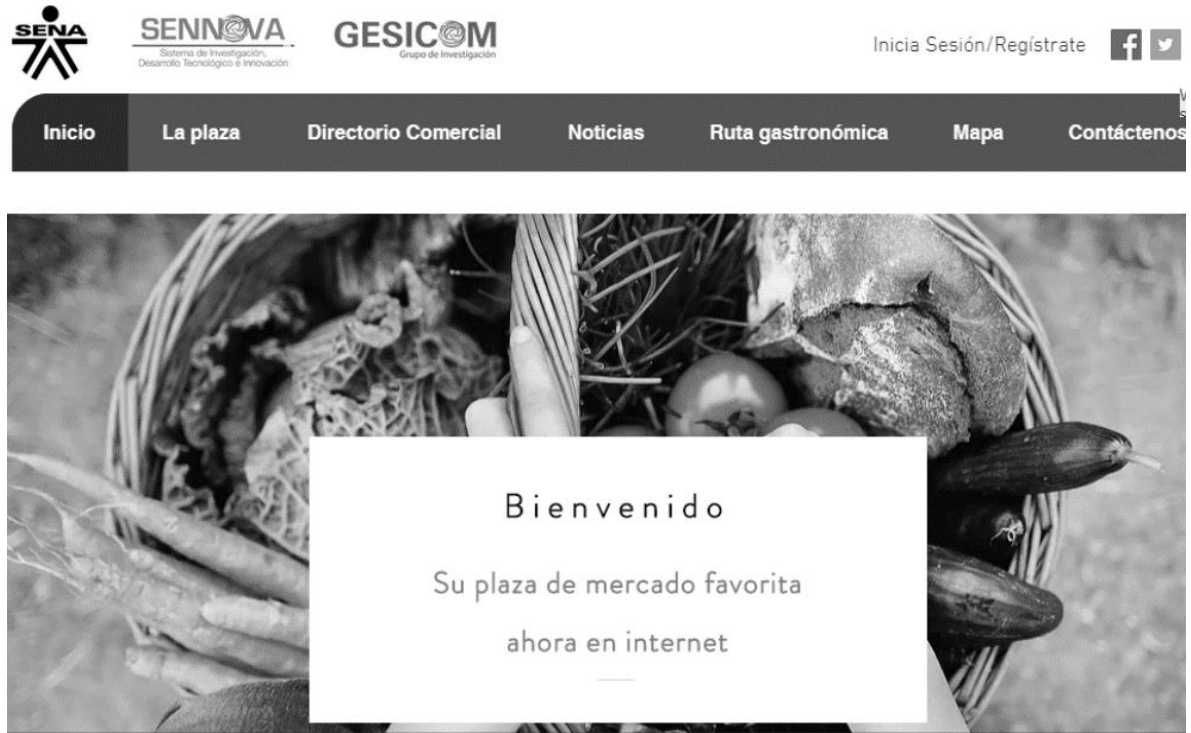 SENA
SENNOVA
Sistema de Investigación,
Desarrollo Tecnológico e Innovación
GESICOM
Grupo de Investigación
Inicia Sesión/Regístrate
Inicio La plaza Directorio Comercial Noticias Ruta gastronómica Mapa Contáctenos
Bienvenido
Su plaza de mercado favorita
ahora en internet